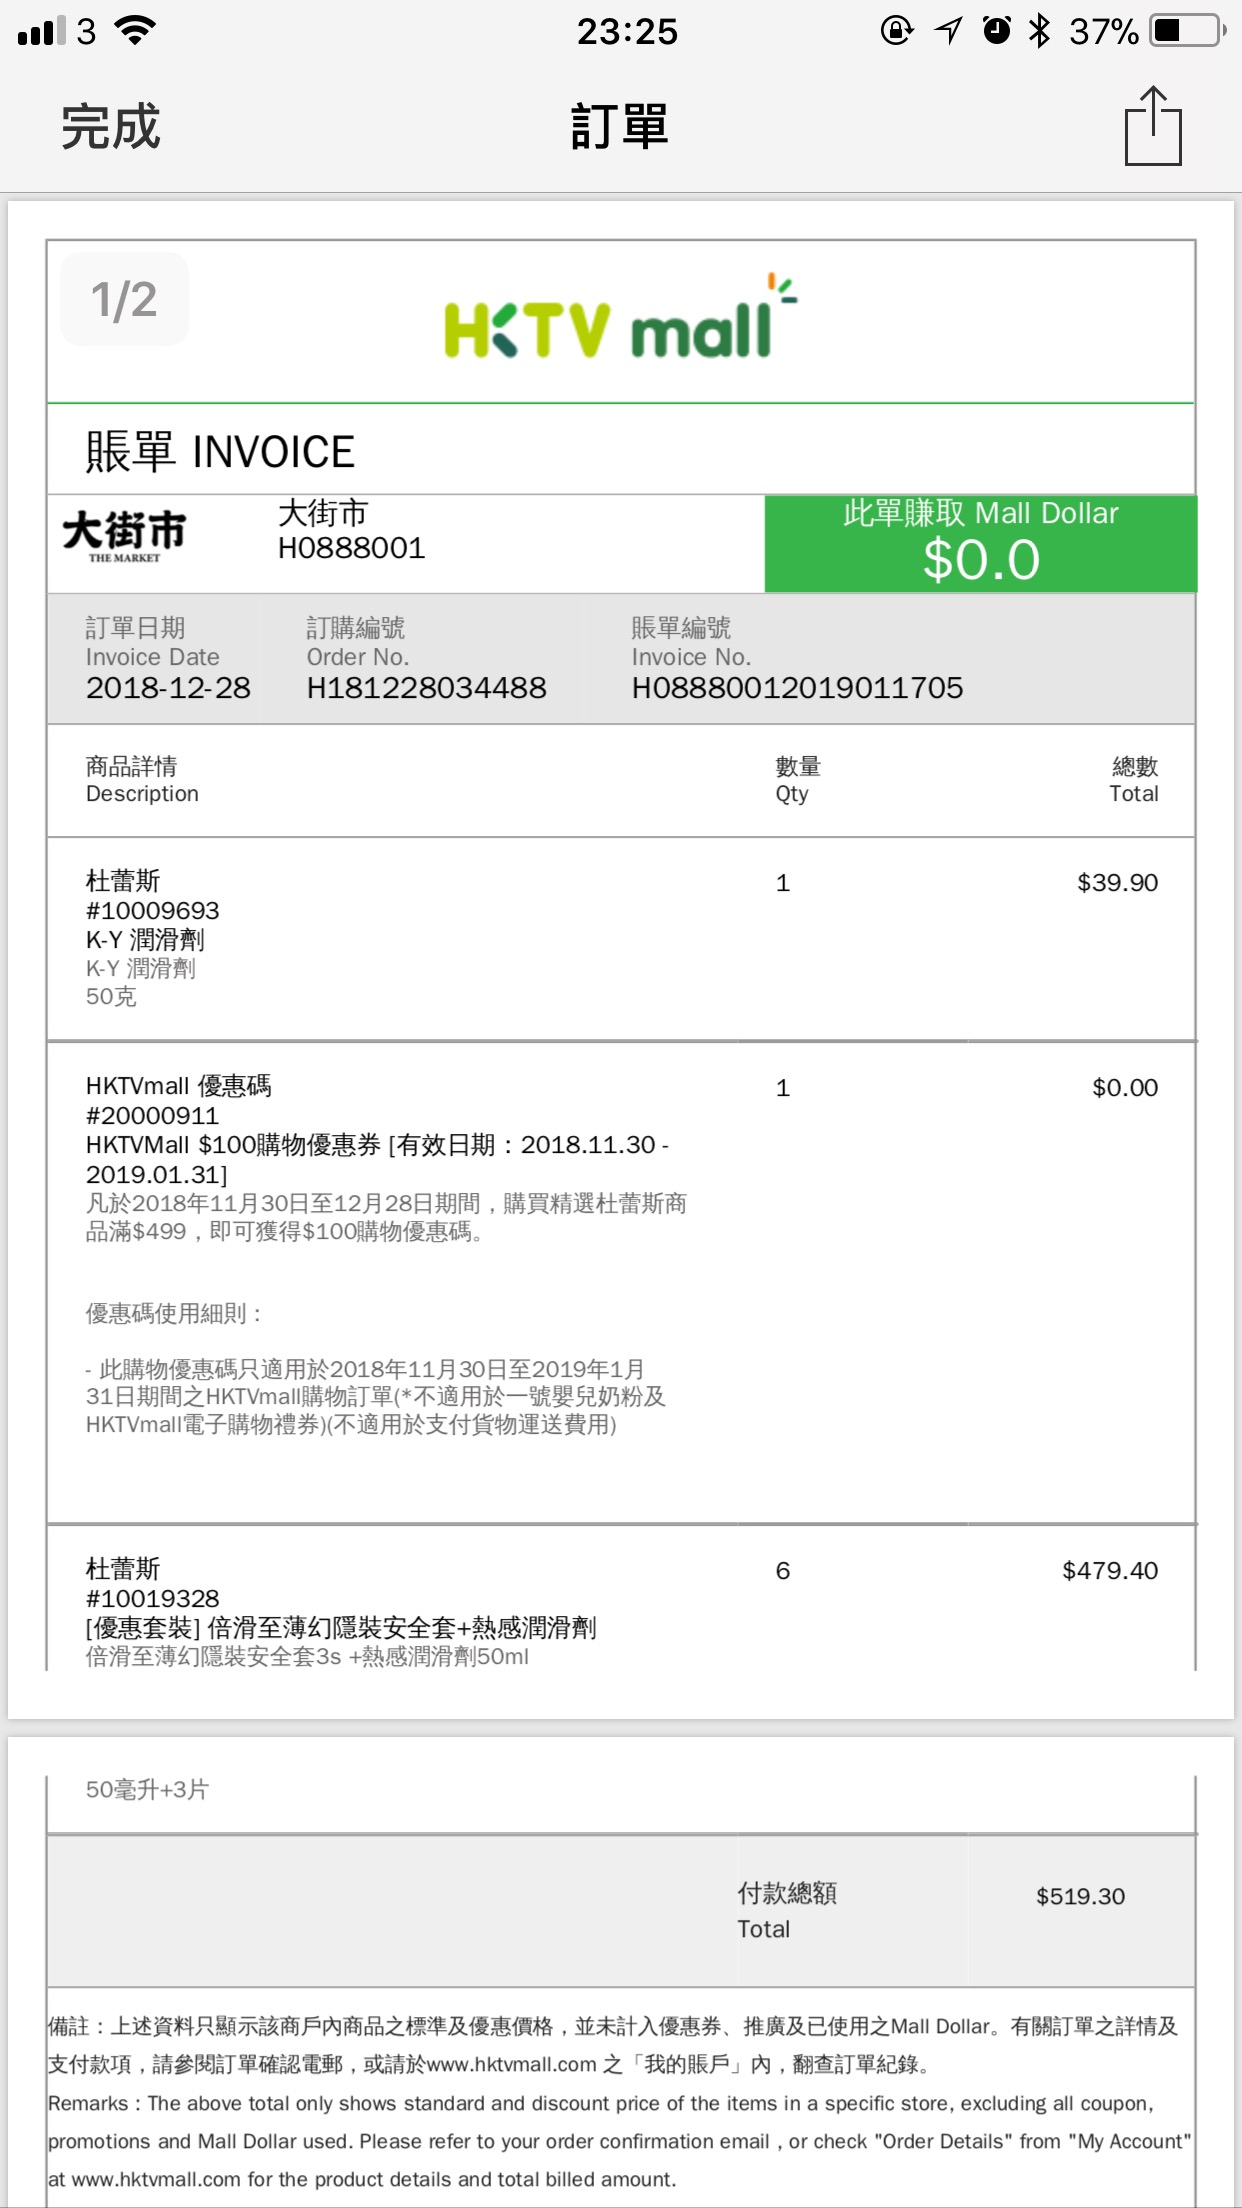 3
23:25
37%
完成
訂單
1/2
HKTV mall
賬單 INVOICE
大街市
THE MARKET
大街市
H0888001
此單賺取 Mall Dollar
$0.0
訂單日期
Invoice Date
2018-12-28
訂購編號
Order No.
H181228034488
賬單編號
Invoice No.
H08880012019011705
商品詳情
Description
數量
Qty
總數
Total
杜蕾斯
#10009693
K-Y 潤滑劑
K-Y 潤滑劑
50克
1
$39.90
HKTVmall 優惠碼
#20000911
HKTVMall $100購物優惠券 [有效日期：2018.11.30 -
2019.01.31]
凡於2018年11月30日至12月28日期間，購買精選杜蕾斯商
品滿$499，即可獲得$100購物優惠碼。
優惠碼使用細則：
- 此購物優惠碼只適用於2018年11月30日至2019年1月
31日期間之HKTVmall購物訂單(*不適用於一號嬰兒奶粉及
HKTVmall電子購物禮券)(不適用於支付貨物運送費用)
1
$0.00
杜蕾斯
#10019328
[優惠套裝] 倍滑至薄幻隱裝安全套+熱感潤滑劑
倍滑至薄幻隱裝安全套3s +熱感潤滑劑50ml
6
$479.40
50毫升+3片
付款總額
Total
$519.30
備註：上述資料只顯示該商戶內商品之標準及優惠價格，並未計入優惠券、推廣及已使用之Mall Dollar。有關訂單之詳情及
支付款項，請參閱訂單確認電郵，或請於www.hktvmall.com 之「我的賬戶」內，翻查訂單紀錄。
Remarks : The above total only shows standard and discount price of the items in a specific store, excluding all coupon,
promotions and Mall Dollar used. Please refer to your order confirmation email , or check "Order Details" from "My Account"
at www.hktvmall.com for the product details and total billed amount.